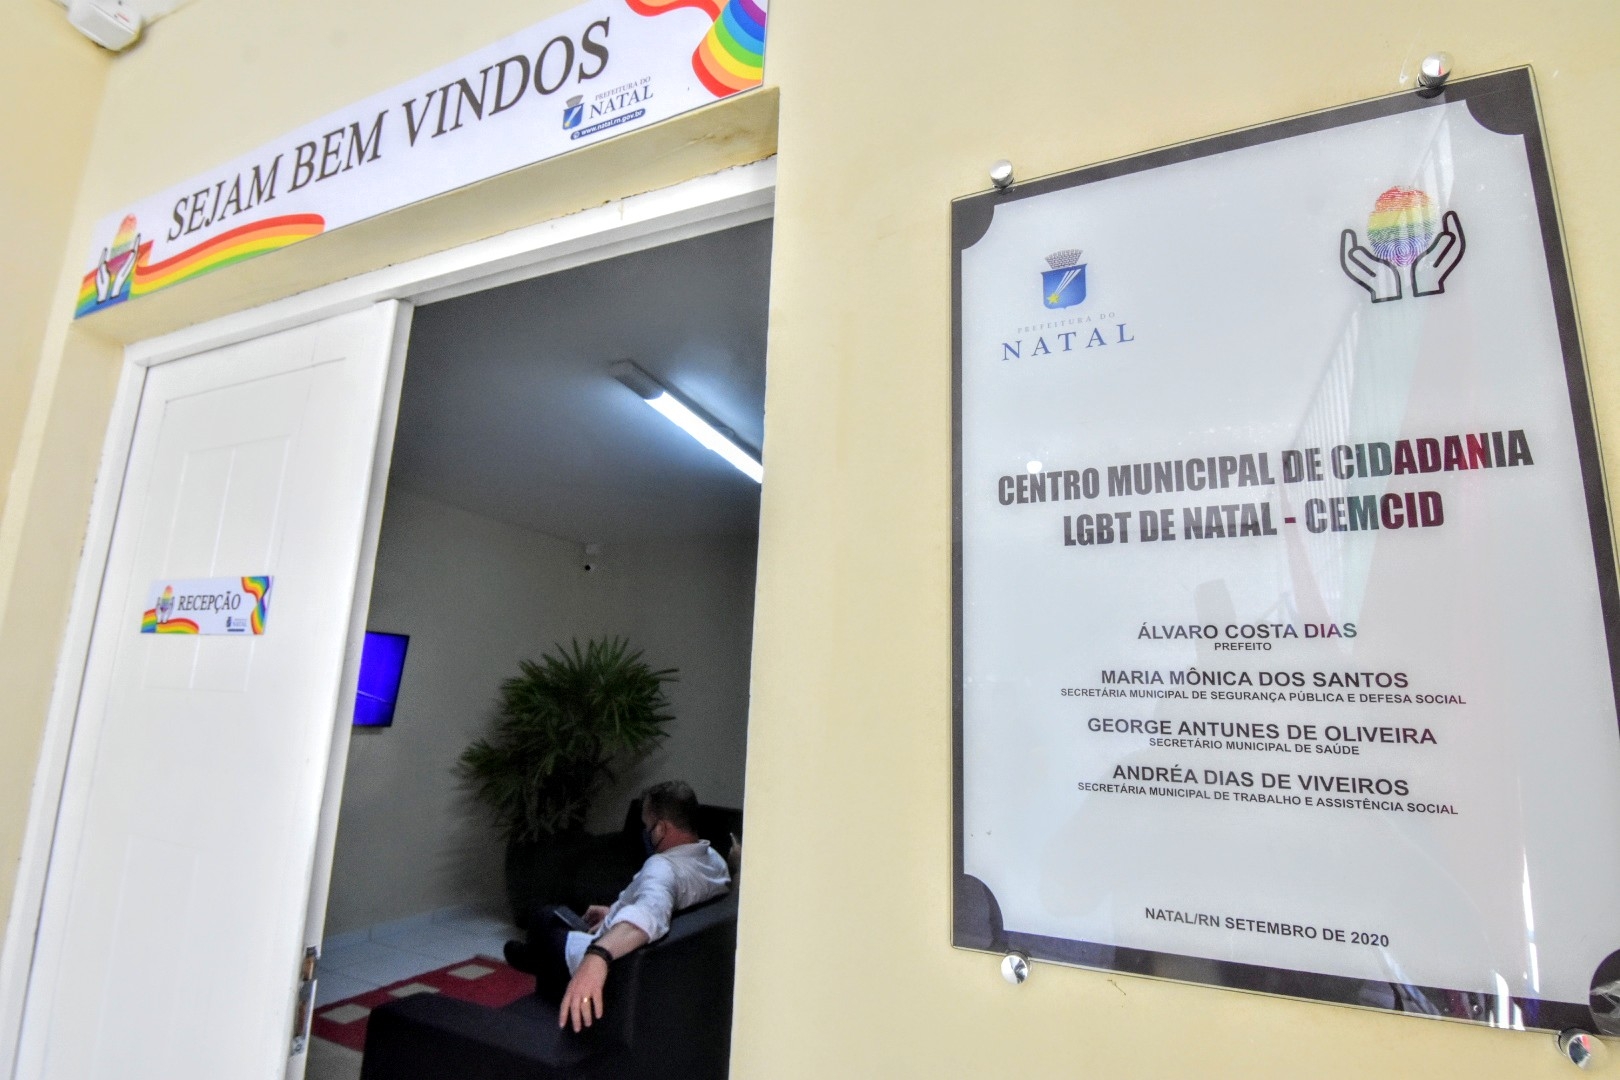 SEJAM BEM VINDOS
PREFEITURA DO
NATAL
www.natal.rn.gov.br
RECEPÇÃO
PREFEITURA DO
NATAL
CENTRO MUNICIPAL DE CIDADANIA
LGBT DE NATAL - CEMCID
ÁLVARO COSTA DIAS
PREFEITO
MARIA MÔNICA DOS SANTOS
SECRETÁRIA MUNICIPAL DE SEGURANÇA PÚBLICA E DEFESA SOCIAL
GEORGE ANTUNES DE OLIVEIRA
SECRETÁRIO MUNICIPAL DE SAÚDE
ANDRÉA DIAS DE VIVEIROS
SECRETÁRIA MUNICIPAL DE TRABALHO E ASSISTÊNCIA SOCIAL
NATAL/RN SETEMBRO DE 2020